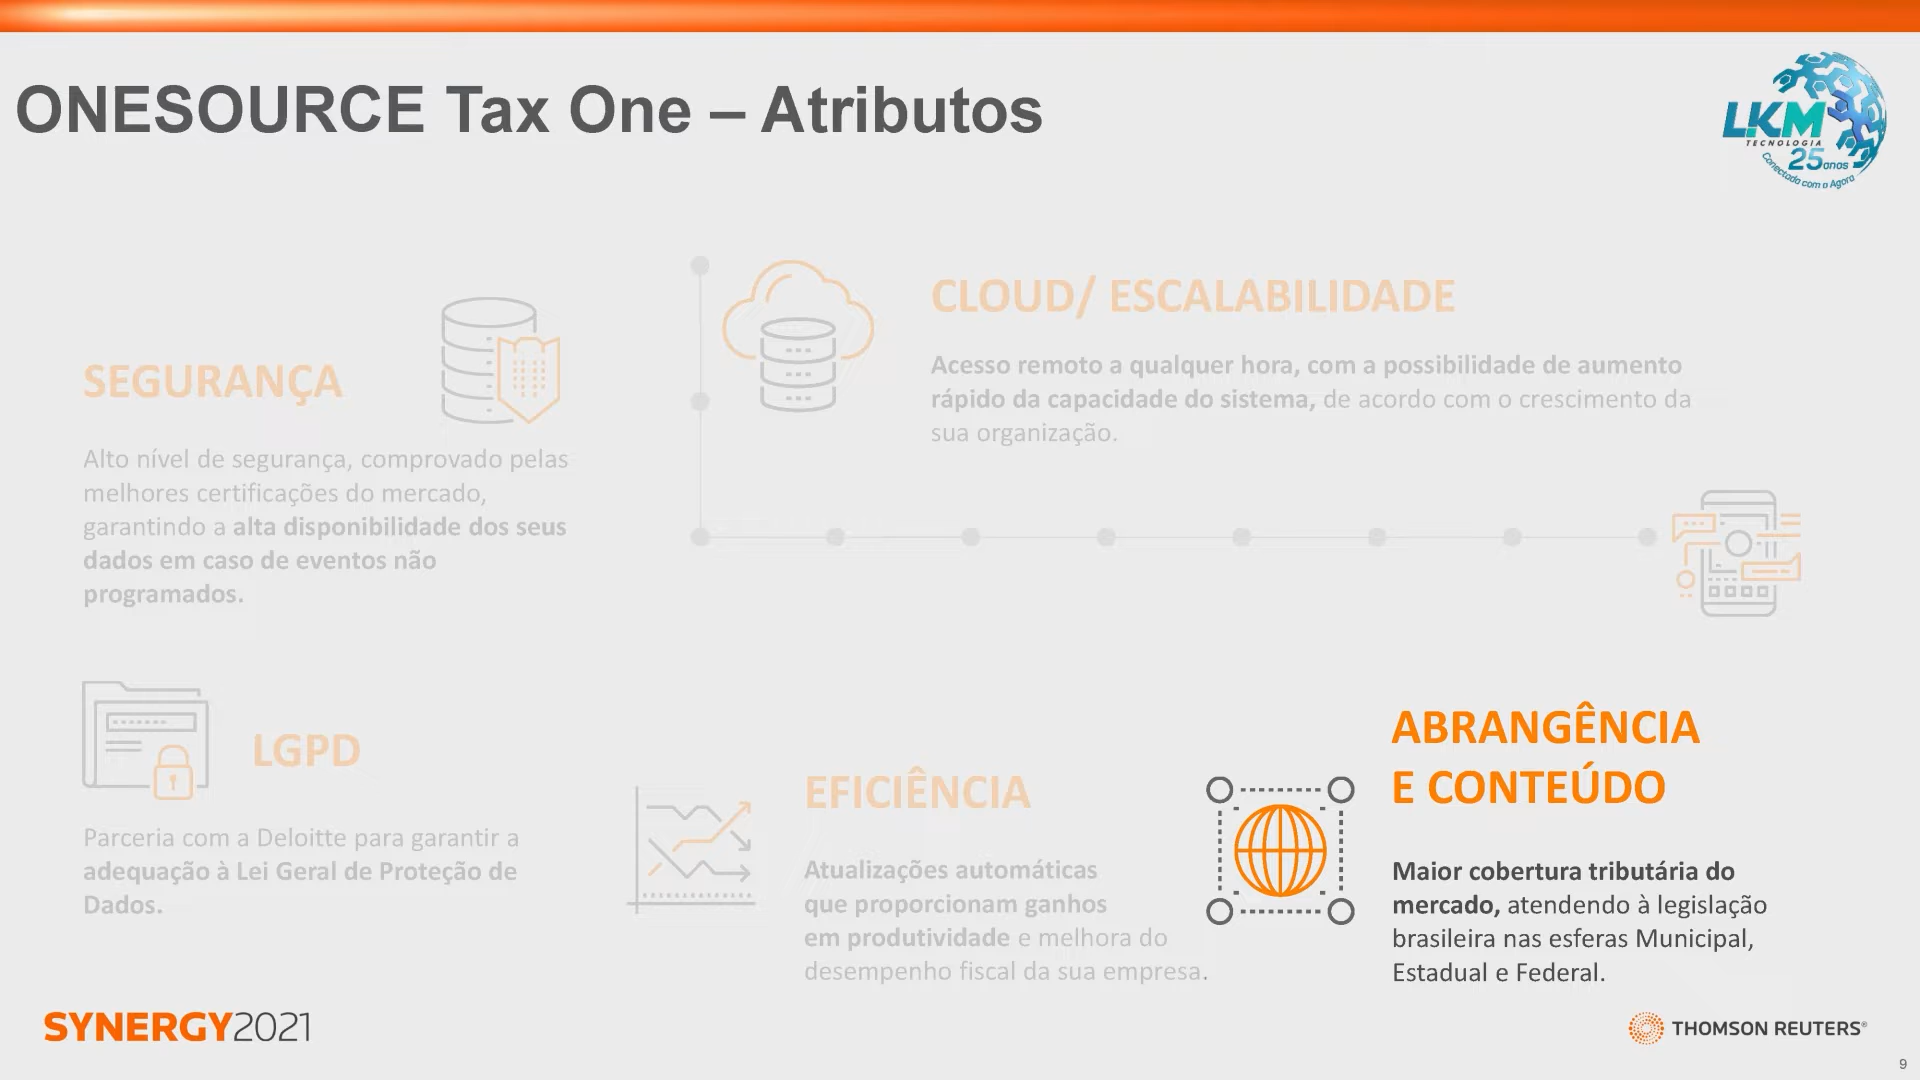 ONESOURCE Tax One – Atributos
LKM
TECNOLOGIA
25anos
Conectada com o Agora
SEGURANÇA
Alto nível de segurança, comprovado pelas
melhores certificações do mercado,
garantindo a alta disponibilidade dos seus
dados em caso de eventos não
programados.
CLOUD/ ESCALABILIDADE
Acesso remoto a qualquer hora, com a possibilidade de aumento
rápido da capacidade do sistema, de acordo com o crescimento da
sua organização.
LGPD
Parceria com a Deloitte para garantir a
adequação à Lei Geral de Proteção de
Dados.
EFICIÊNCIA
Atualizações automáticas
que proporcionam ganhos
em produtividade e melhora do
desempenho fiscal da sua empresa.
ABRANGÊNCIA
E CONTEÚDO
Maior cobertura tributária do
mercado, atendendo à legislação
brasileira nas esferas Municipal,
Estadual e Federal.
SYNERGY2021
THOMSON REUTERS®
9